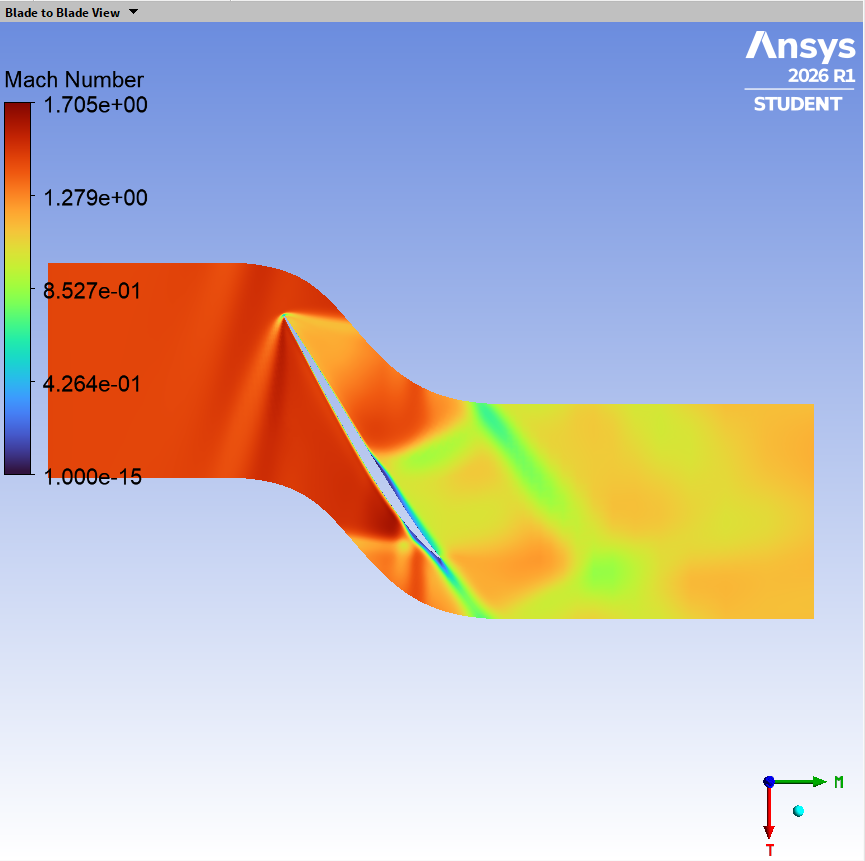 Blade to Blade View
Ansys
2026 R1
STUDENT
Mach Number
1.705e+00
1.279e+00
8.527e-01
4.264e-01
1.000e-15
M
T